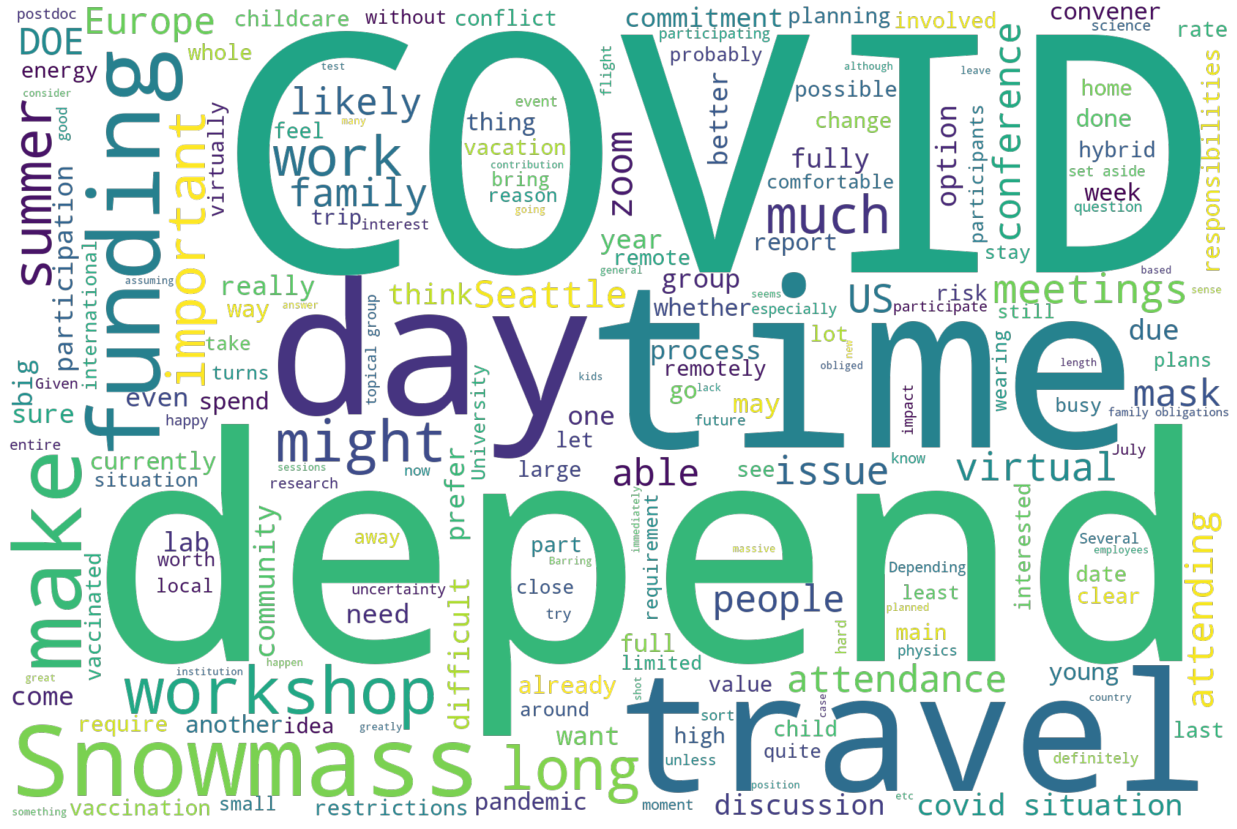 postdoc
Europe
childcare
without
conflict
commitment
planning
involved
convener
science
rate
DOE
whole
participating
probably
energy
COVID
test
although
leave
flight
consider
good
summer
funding
important
virtually
likely
many
feel
work
family
trip
interest
event
thing
vacation
contribution
bring
reason
going
zoom
better
possible
change
fully
comfortable
much
option
participants
conference
home
done
hybrid
set aside
week
question
responsibilities
year
remote
report
stay
general
group
based
participation
international
assuming
really
way
answer
think
Seattle
seems
whether
especially
US
risk
participate
meetings
still
sense
day
time
take
turns
topical group
kids
process
remotely
lot
go
lack
may
new
obliged
wearing
length
due
plans
big
Given
sure
even
spend
happy
University
one
let
future
impact
busy
mask
family obligations
entire
might
able
see
issue
know
virtual
July
make
currently
situation
sessions
research
now
prefer
large
depend
vaccinated
lab
worth
local
community
away
uncertainty
need
difficult
part
Barring
close
try
immediately
requirement
massive
people
Depending
least
planned
main
physics
hard
interested
Several
employees
date
clear
attending
great
institution
happen
come
workshop
already
full
limited
shot
value
attendance
young
country
require
another
idea
greatly
around
want
high
sort
unless
child
case
quite
last
definitely
Snowmass
long
travel
position
something
vaccination
small
restrictions
pandemic
moment
discussion
etc
covid situation